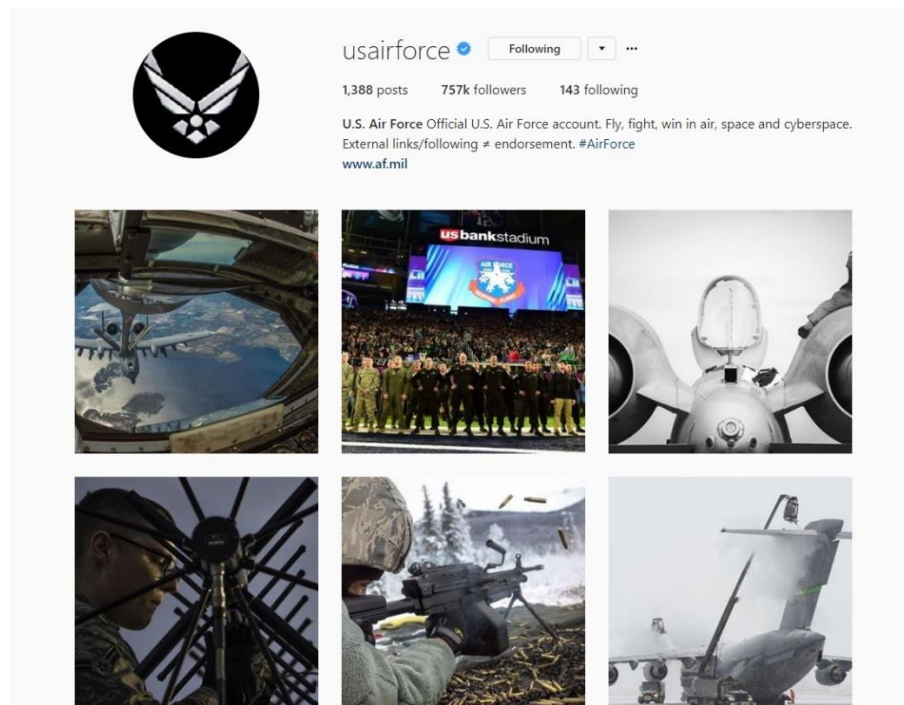 usairforce Following
1,388 posts 757k followers 143 following
U.S. Air Force Official U.S. Air Force account. Fly, fight, win in air, space and cyberspace.
External links/following ≠ endorsement. #AirForce
www.af.mil
usbankstadium
AIR FORCE